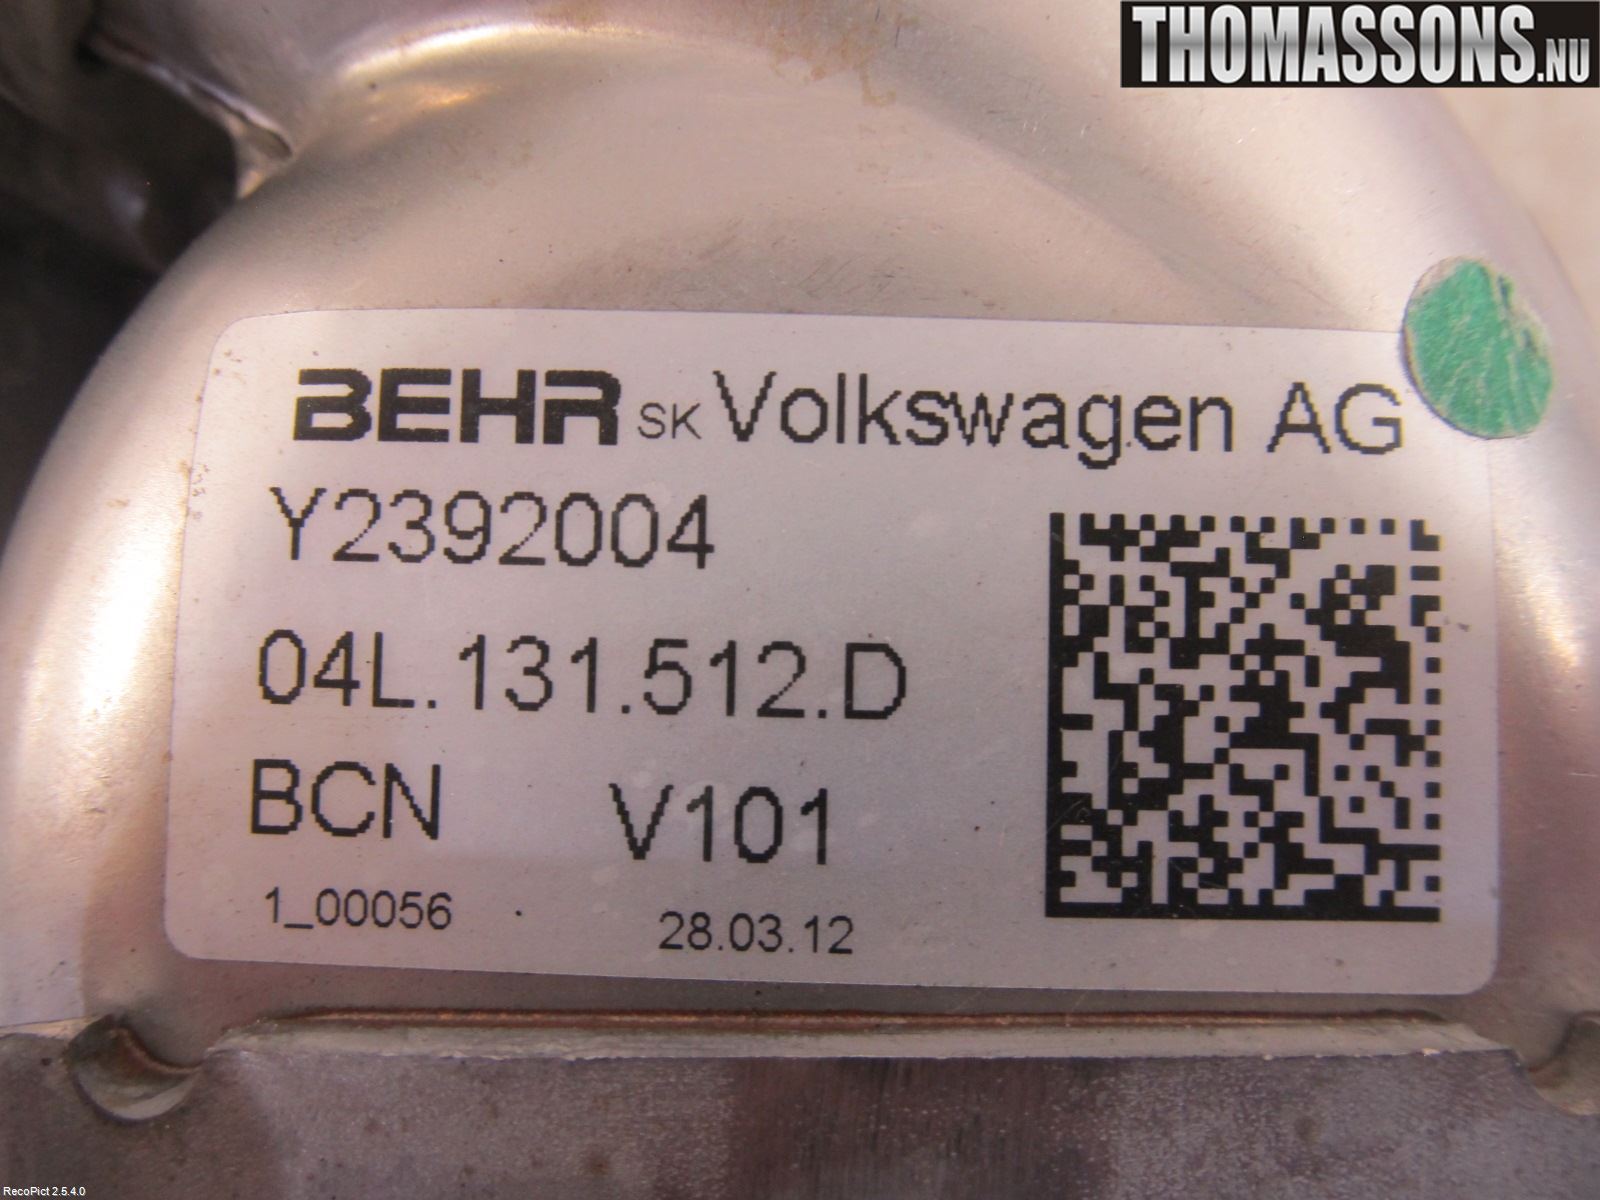 THOMASSONS.NU
BEHR SK Volkswagen AG
Y2392004
04L.131.512.D
BCN V101
1_00056 28.03.12
RecoPict 2.5.4.0